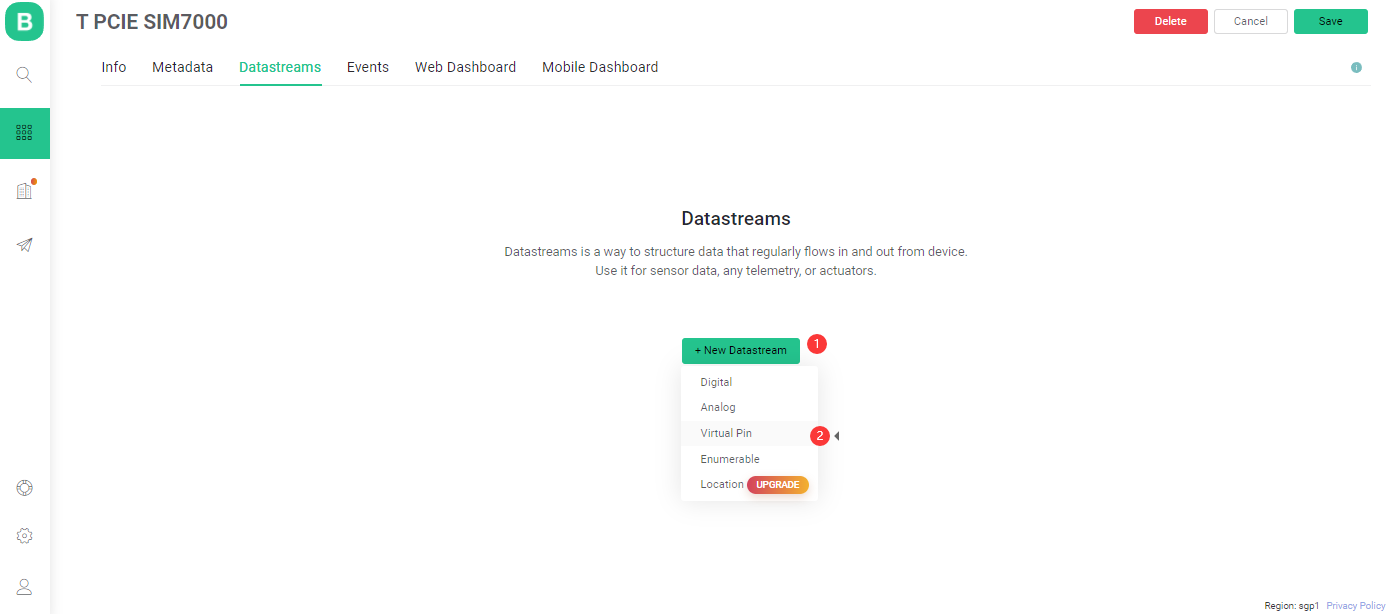 B
T PCIE SIM7000
Delete
Cancel
Save
Info
Metadata
Datastreams
Events
Web Dashboard
Mobile Dashboard
i
Datastreams
Datastreams is a way to structure data that regularly flows in and out from device.
Use it for sensor data, any telemetry, or actuators.
+ New Datastream
1
Digital
Analog
Virtual Pin
2
Enumerable
Location UPGRADE
Region: sgp1 Privacy Policy